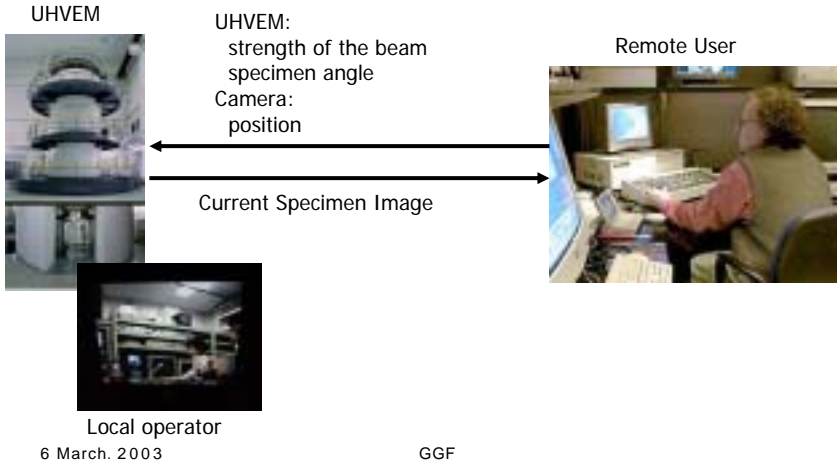 UHVEM
UHVEM:
strength of the beam
specimen angle
Camera:
position
Remote User
Current Specimen Image
Local operator
6 March. 2003
GGF